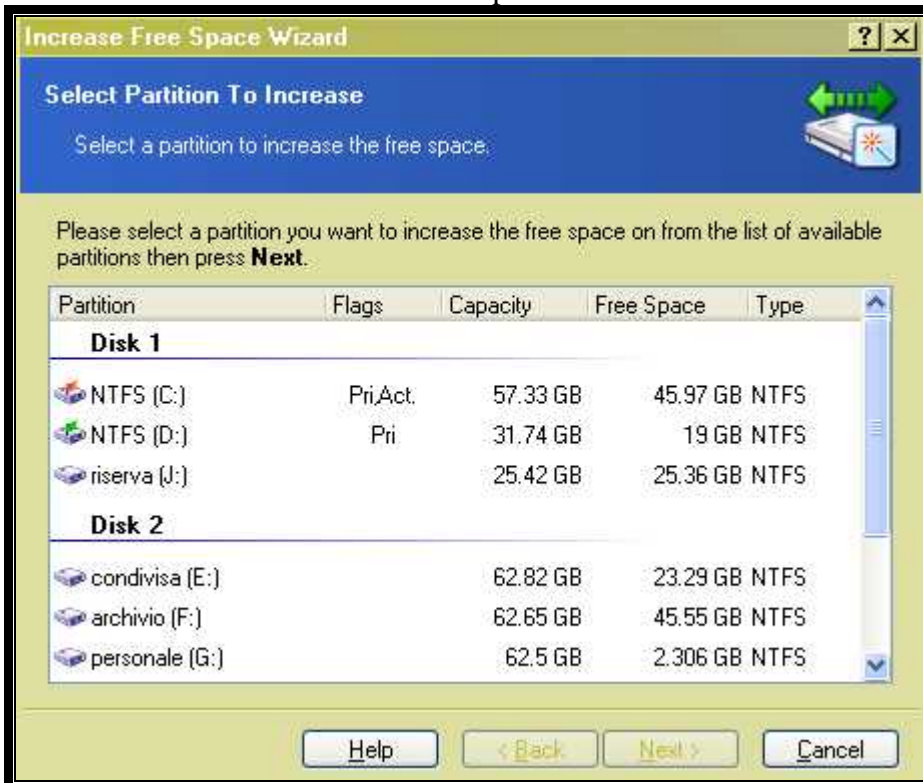 Increase Free Space Wizard
Select Partition To Increase
Select a partition to increase the free space.
Please select a partition you want to increase the free space on from the list of available
partitions then press Next.
Partition Flags Capacity Free Space Type
Disk 1
NTFS (C:) Pri,Act. 57.33 GB 45.97 GB NTFS
NTFS (D:) Pri 31.74 GB 19 GB NTFS
riserva (J:) 25.42 GB 25.36 GB NTFS
Disk 2
condivisa (E:) 62.82 GB 23.29 GB NTFS
archivio (F:) 62.65 GB 45.55 GB NTFS
personale (G:) 62.5 GB 2.306 GB NTFS
Help < Back Next > Cancel